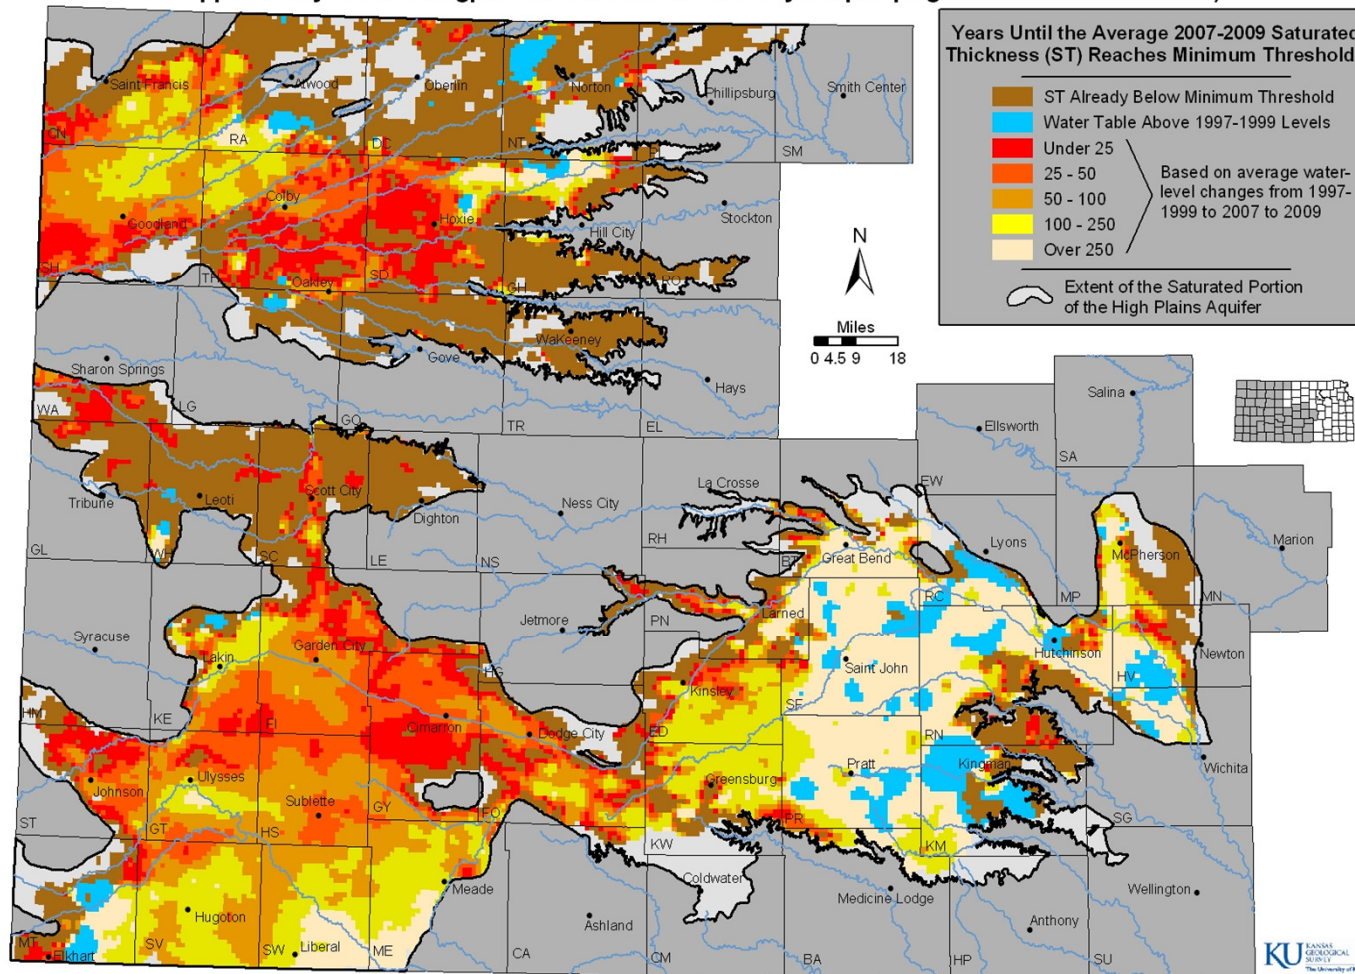 Years Until the Average 2007-2009 Saturated
Thickness (ST) Reaches Minimum Threshold
ST Already Below Minimum Threshold
Water Table Above 1997-1999 Levels
Under 25
25 - 50
50 - 100
100 - 250
Over 250
Based on average water-
level changes from 1997-
1999 to 2007 to 2009
Extent of the Saturated Portion
of the High Plains Aquifer
N
Miles
0 4.5 9 18
Saint Francis
Atwood
Oberlin
Norton
Phillipsburg
Smith Center
CN
RA
DC
NT
SM
Colby
Goodland
Hoxie
Hill City
Stockton
SH
TH
Oakley
SD
GH
RO
Gove
WaKeeney
Hays
Sharon Springs
WA
LG
GO
TR
EL
Salina
Ellsworth
SA
Tribune
Leoti
Scott City
Dighton
Ness City
La Crosse
EW
GL
WH
SC
LE
NS
RH
BT
Great Bend
Lyons
McPherson
Marion
RC
MP
MN
Syracuse
Lakin
Garden City
Jetmore
PN
Larned
Saint John
Hutchinson
Newton
HV
HM
KE
FI
HG
Kinsley
SF
Cimarron
Dodge City
ED
RN
Johnson
Ulysses
Sublette
Greensburg
Pratt
Kingman
Wichita
ST
GT
HS
GY
FO
KW
PR
KM
SG
Hugoton
Meade
Coldwater
Medicine Lodge
Wellington
Ashland
Anthony
MT
Elkhart
SV
SW
Liberal
ME
CA
CM
BA
HP
SU
KU
KANSAS
GEOLOGICAL
SURVEY